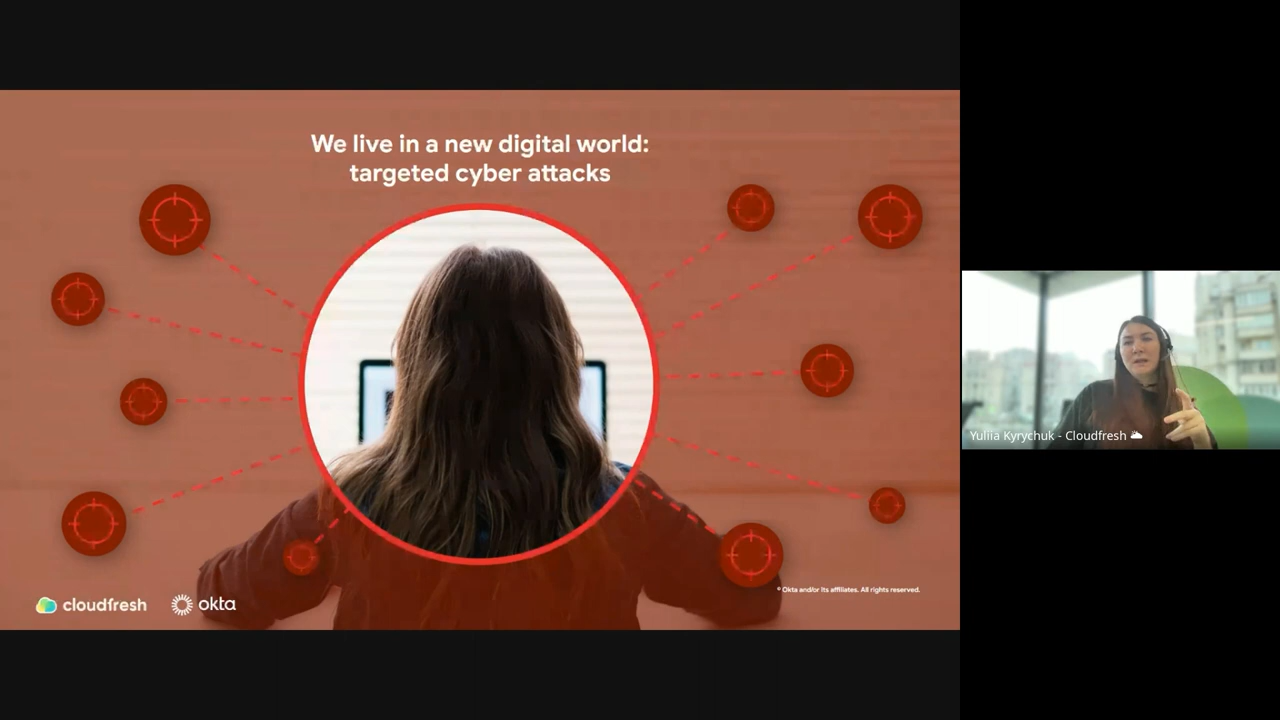 We live in a new digital world:
targeted cyber attacks
Yuliia Kyrychuk - Cloudfresh
© Okta and/or its affiliates. All rights reserved.
cloudfresh
okta